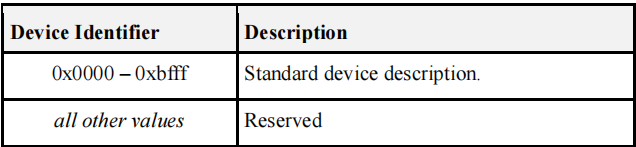 Device Identifier Description
0x0000 – 0xbfff Standard device description.
all other values Reserved